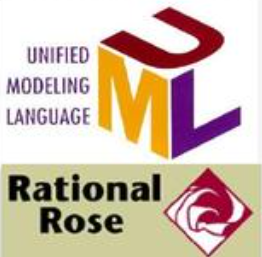 UNIFIED
MODELING
LANGUAGE
UML
Rational
Rose